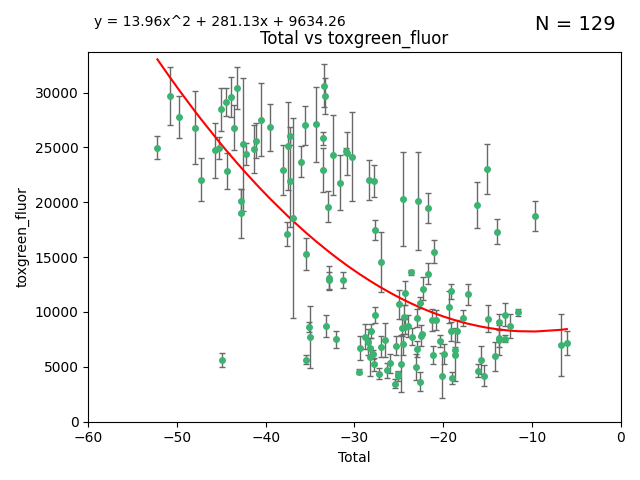 y = 13.96x^2 + 281.13x + 9634.26
N = 129
Total vs toxgreen_fluor
30000
25000
20000
15000
10000
5000
0
toxgreen_fluor
−60 −50 −40 −30 −20 −10 0
Total